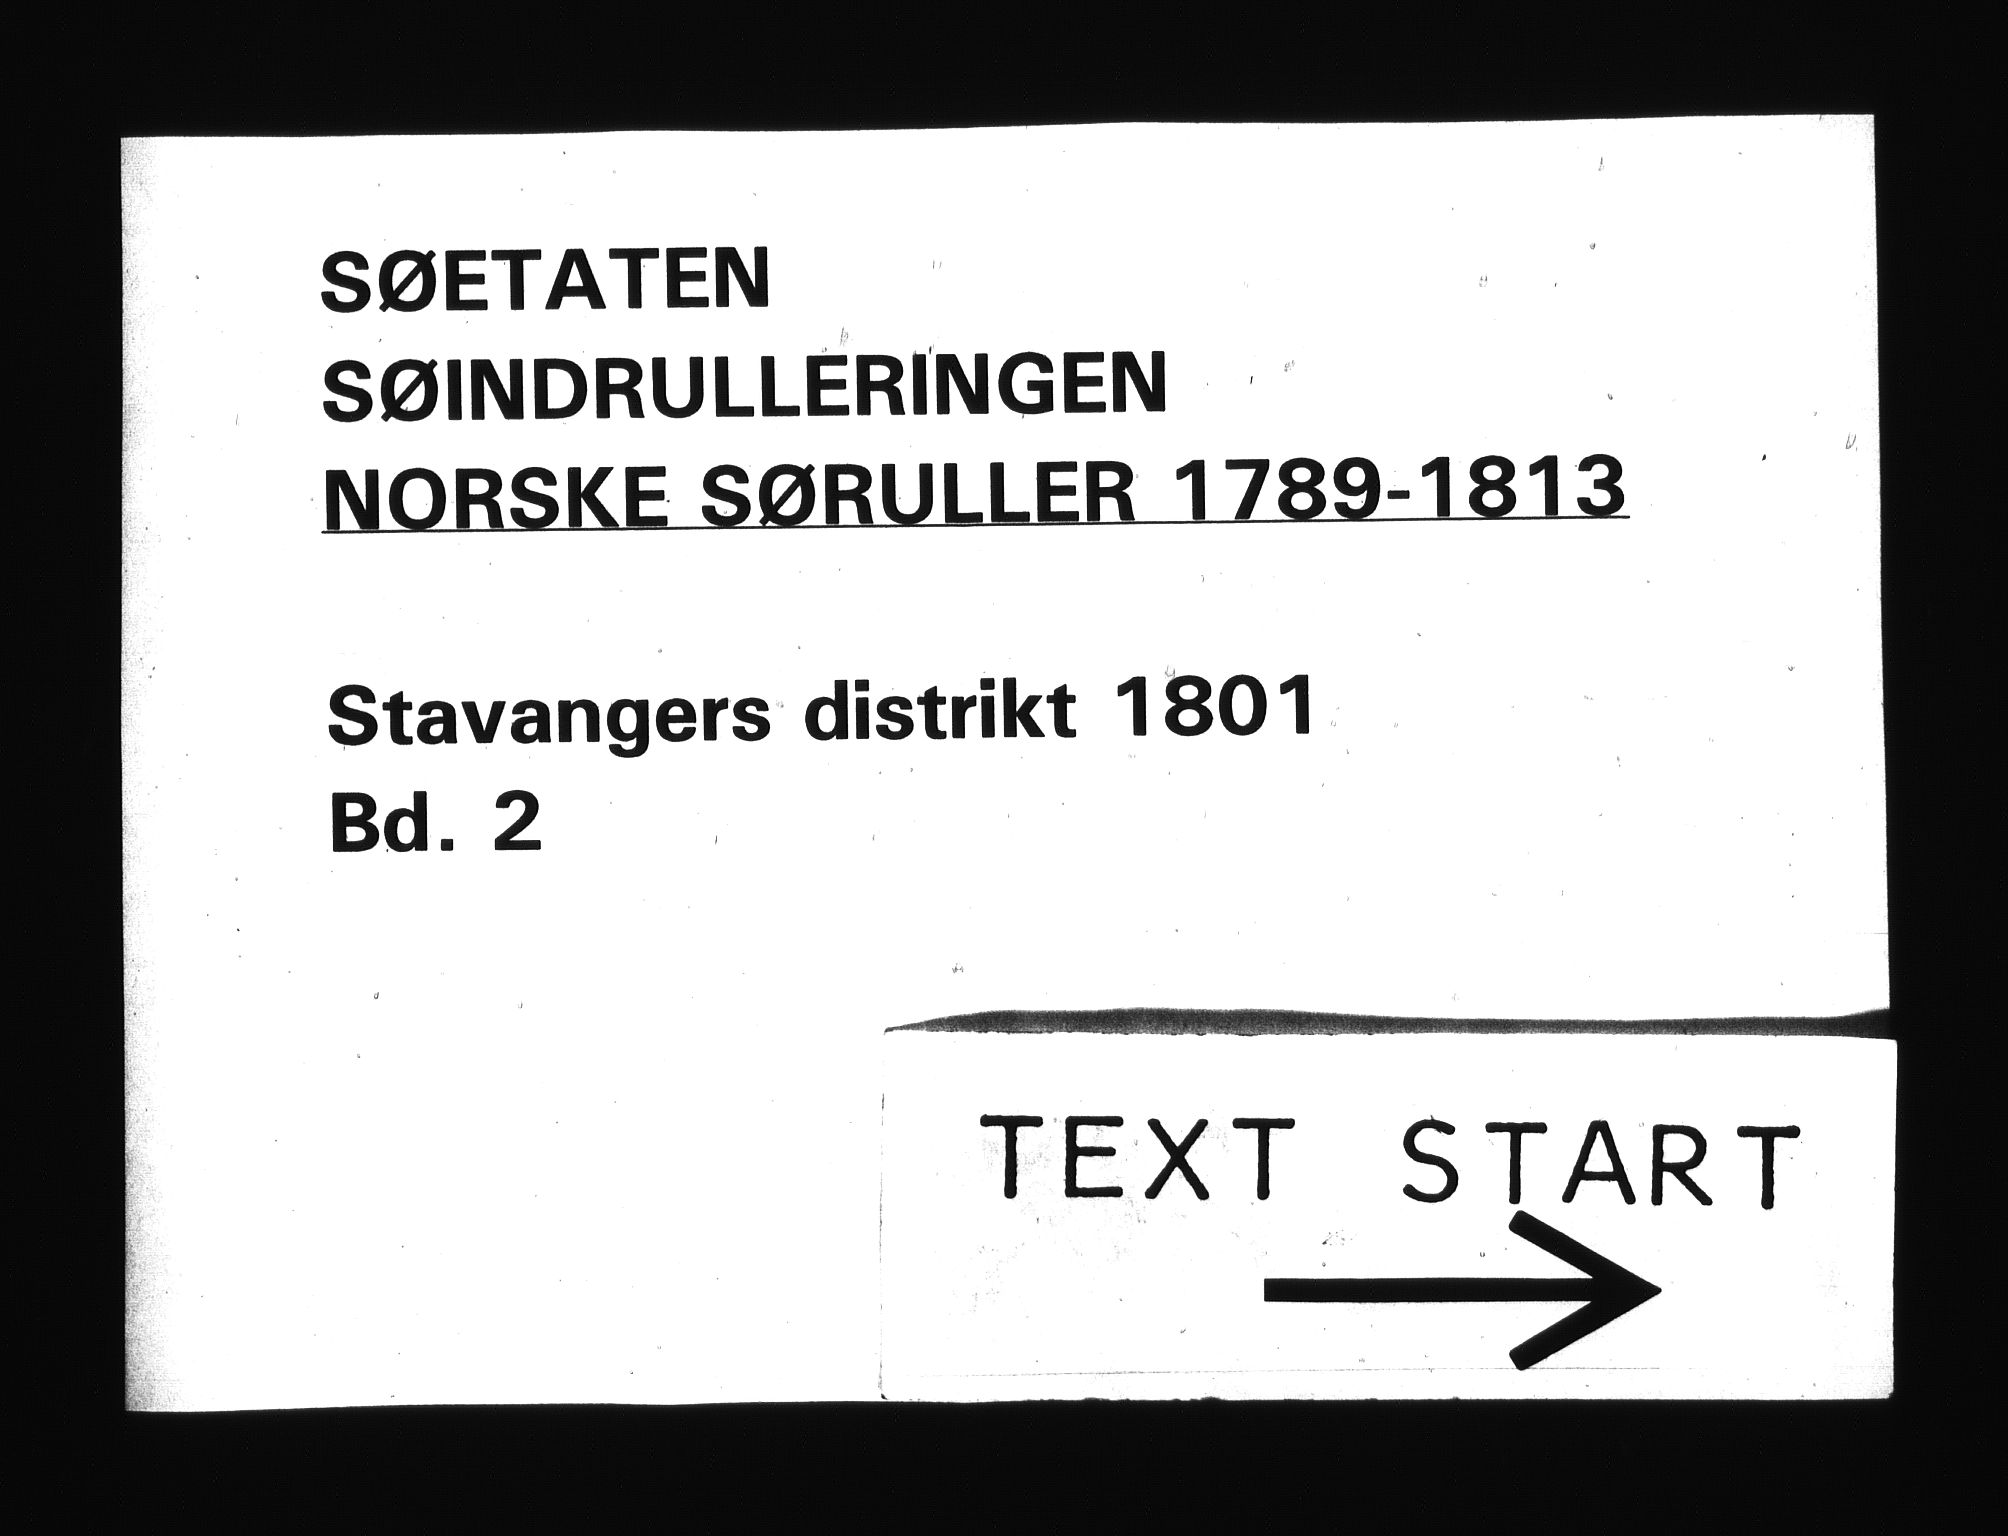 SØETATEN
SØINDRULLERINGEN
NORSKE SØRULLER 1789-1813
Stavangers distrikt 1801
Bd. 2
TEXT START